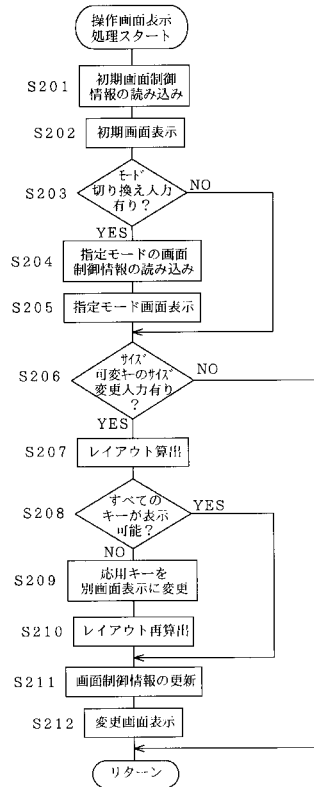 操作画面表示
処理スタート
S201
初期画面制御
情報の読み込み
S202
初期画面表示
S203
モード
切り換え入力
有り？
NO
YES
S204
指定モードの画面
制御情報の読み込み
S205
指定モード画面表示
S206
サイズ
可変キーのサイズ
変更入力有り
？
NO
YES
S207
レイアウト算出
S208
すべての
キーが表示
可能？
YES
NO
S209
応用キーを
別画面表示に変更
S210
レイアウト再算出
S211
画面制御情報の更新
S212
変更画面表示
リターン